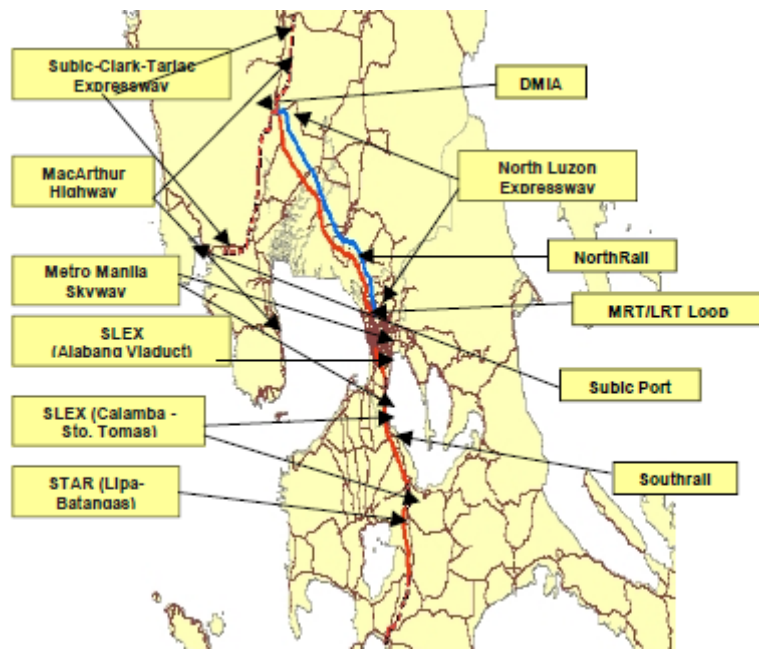 Subic-Clark-Tarlac
Expressway
DMIA
MacArthur
Highway
North Luzon
Expressway
Metro Manila
Skyway
NorthRail
MRT/LRT Loop
SLEX
(Alabang Viaduct)
Subic Port
SLEX (Calamba -
Sto. Tomas)
STAR (Lipa-
Batangas)
Southrail